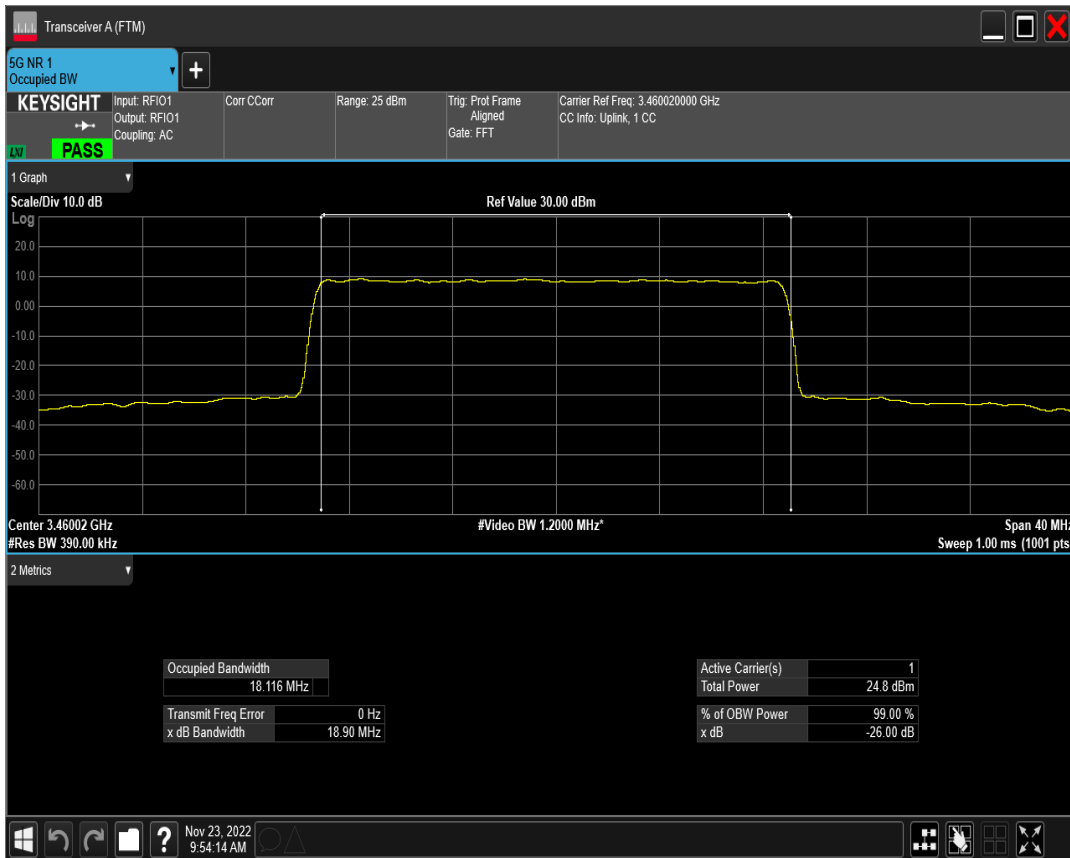 Transceiver A (FTM)
5G NR 1
Occupied BW
+
KEYSIGHT
LXI
PASS
Input: RFIO1
Output: RFIO1
Coupling: AC
Corr CCorr
Range: 25 dBm
Trig: Prot Frame
Aligned
Gate: FFT
Carrier Ref Freq: 3.460020000 GHz
CC Info: Uplink, 1 CC
1 Graph
Scale/Div 10.0 dB
Ref Value 30.00 dBm
Log
20.0
10.0
0.00
-10.0
-20.0
-30.0
-40.0
-50.0
-60.0
Center 3.46002 GHz
#Video BW 1.2000 MHz*
Span 40 MHz
#Res BW 390.00 kHz
Sweep 1.00 ms (1001 pts
2 Metrics
Occupied Bandwidth
18.116 MHz
Transmit Freq Error 0 Hz
x dB Bandwidth 18.90 MHz
Active Carrier(s) 1
Total Power 24.8 dBm
% of OBW Power 99.00 %
x dB -26.00 dB
?
Nov 23, 2022
9:54:14 AM